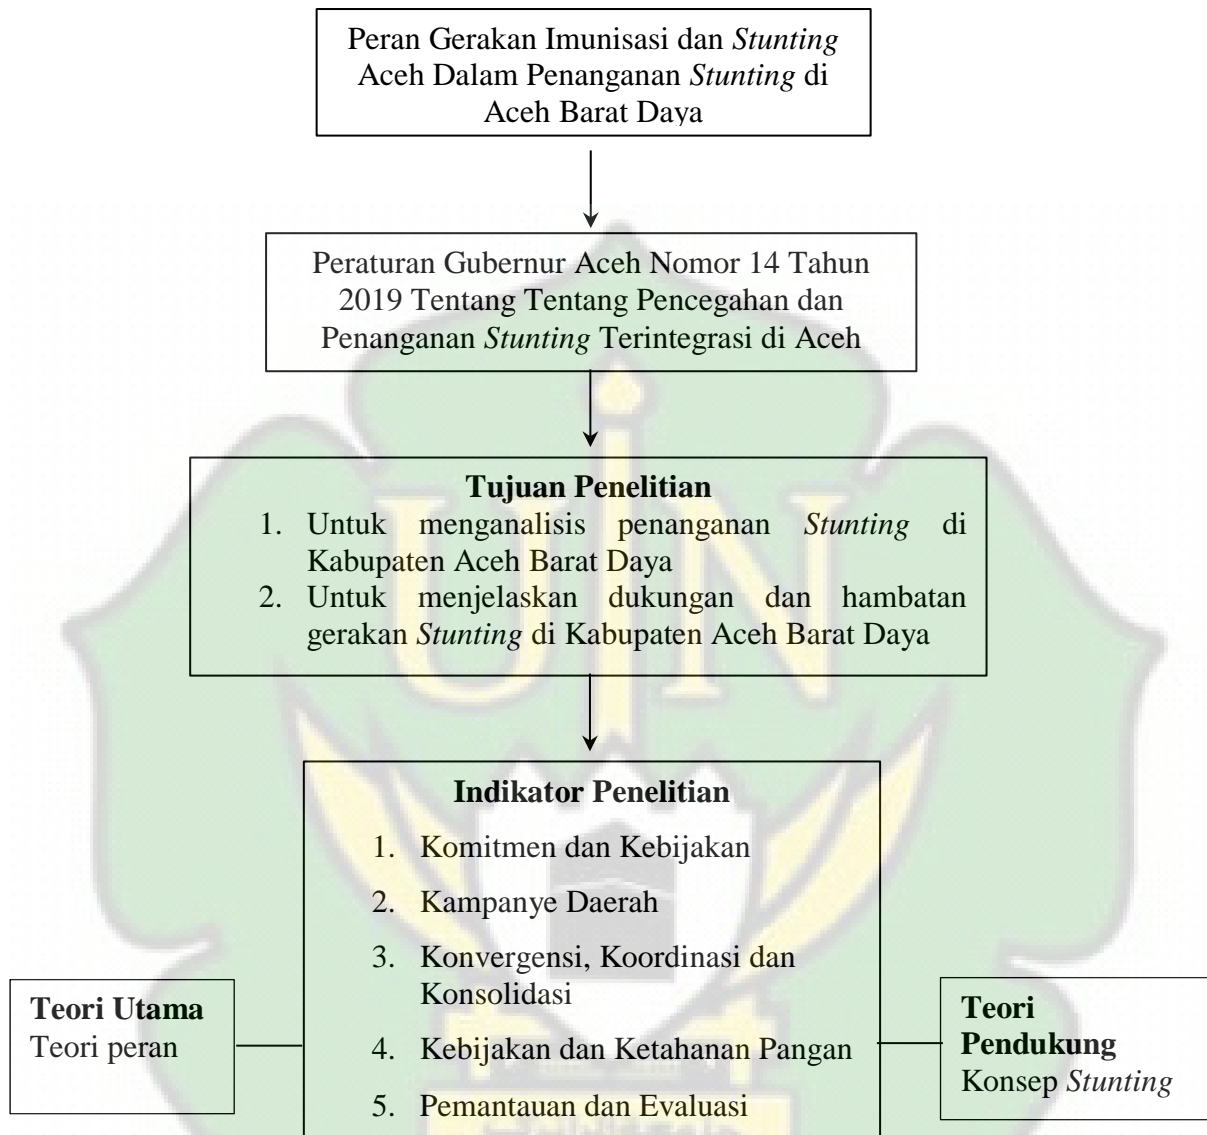 Peran Gerakan Imunisasi dan Stunting
Aceh Dalam Penanganan Stunting di
Aceh Barat Daya
Peraturan Gubernur Aceh Nomor 14 Tahun
2019 Tentang Tentang Pencegahan dan
Penanganan Stunting Terintegrasi di Aceh
Tujuan Penelitian
1. Untuk menganalisis penanganan Stunting di
Kabupaten Aceh Barat Daya
2. Untuk menjelaskan dukungan dan hambatan
gerakan Stunting di Kabupaten Aceh Barat Daya
UIN
Indikator Penelitian
1. Komitmen dan Kebijakan
2. Kampanye Daerah
3. Konvergensi, Koordinasi dan
Konsolidasi
4. Kebijakan dan Ketahanan Pangan
5. Pemantauan dan Evaluasi
Teori Utama
Teori peran
Teori
Pendukung
Konsep Stunting